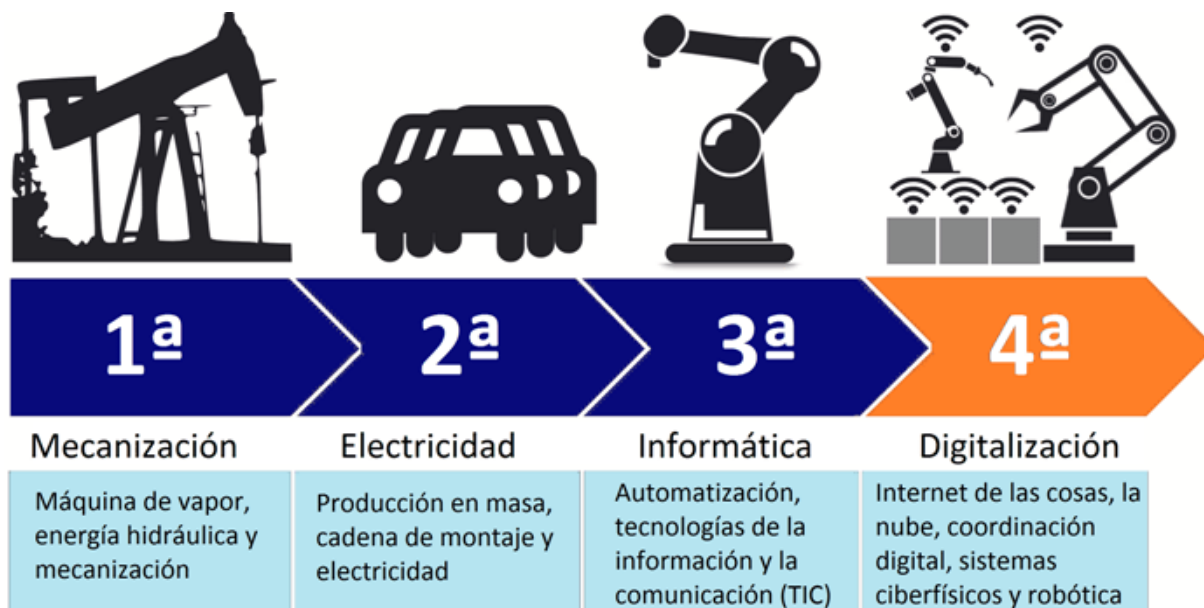 1ª
2ª
3ª
4ª
Mecanización
Electricidad
Informática
Digitalización
Máquina de vapor,
energía hidráulica y
mecanización
Producción en masa,
cadena de montaje y
electricidad
Automatización,
tecnologías de la
información y la
comunicación (TIC)
Internet de las cosas, la
nube, coordinación
digital, sistemas
ciberfísicos y robótica